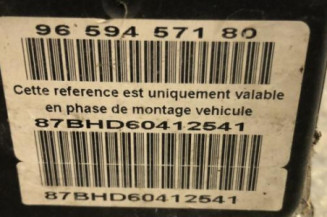 96 594 571 80
Cette reference est uniquement valable
en phase de montage vehicule
87BHD60412541
87BHD60412541